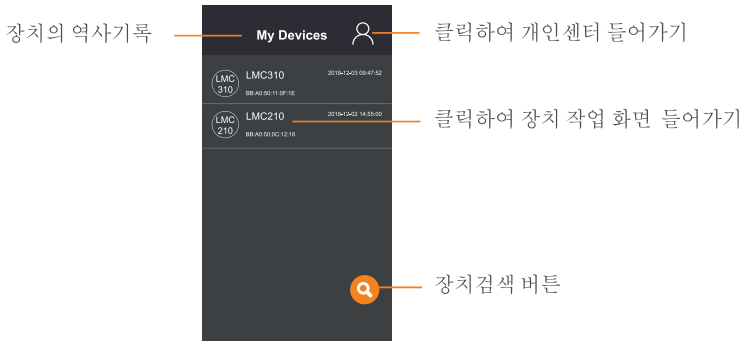 장치의 역사기록
My Devices
클릭하여 개인센터 들어가기
LMC
310
LMC310
2019-12-03 09:47:52
BB:A0:50:11:0F:1E
LMC
210
LMC210
2019-12-02 14:55:00
BB:A0:50:0C:12:16
클릭하여 장치 작업 화면 들어가기
장치검색 버튼